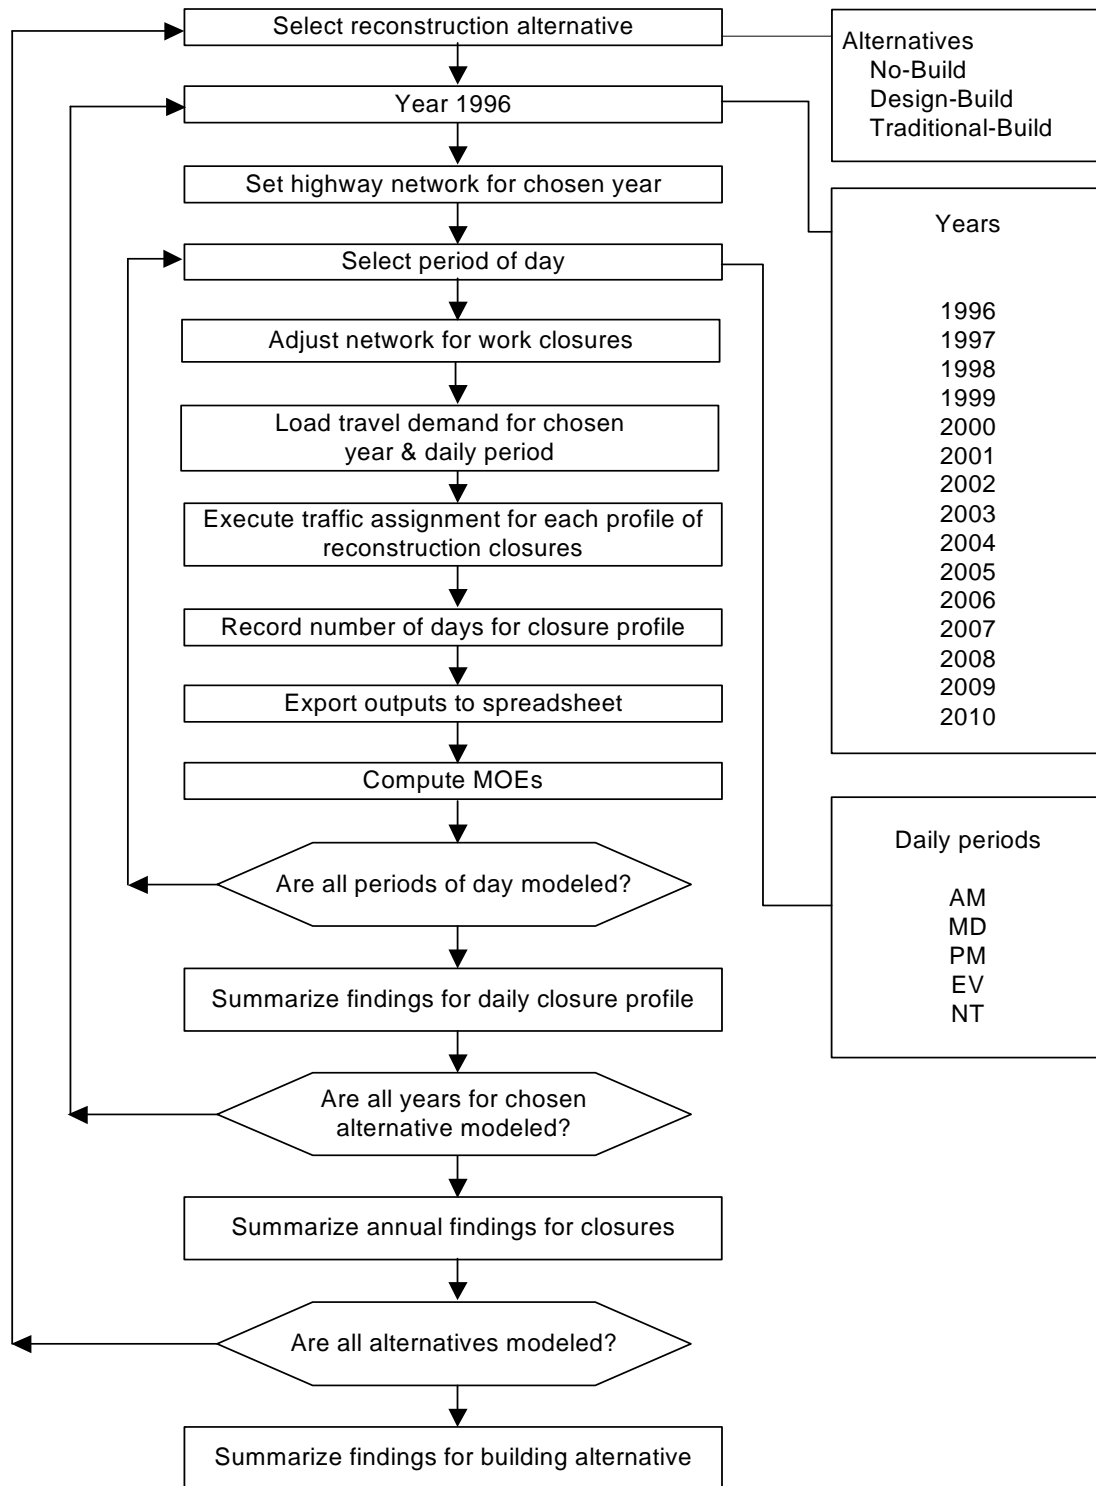 Select reconstruction alternative
Year 1996
Set highway network for chosen year
Select period of day
Adjust network for work closures
Load travel demand for chosen
year & daily period
Execute traffic assignment for each profile of
reconstruction closures
Record number of days for closure profile
Export outputs to spreadsheet
Compute MOEs
Are all periods of day modeled?
Summarize findings for daily closure profile
Are all years for chosen
alternative modeled?
Summarize annual findings for closures
Are all alternatives modeled?
Summarize findings for building alternative
Alternatives
No-Build
Design-Build
Traditional-Build
Years
1996
1997
1998
1999
2000
2001
2002
2003
2004
2005
2006
2007
2008
2009
2010
Daily periods
AM
MD
PM
EV
NT